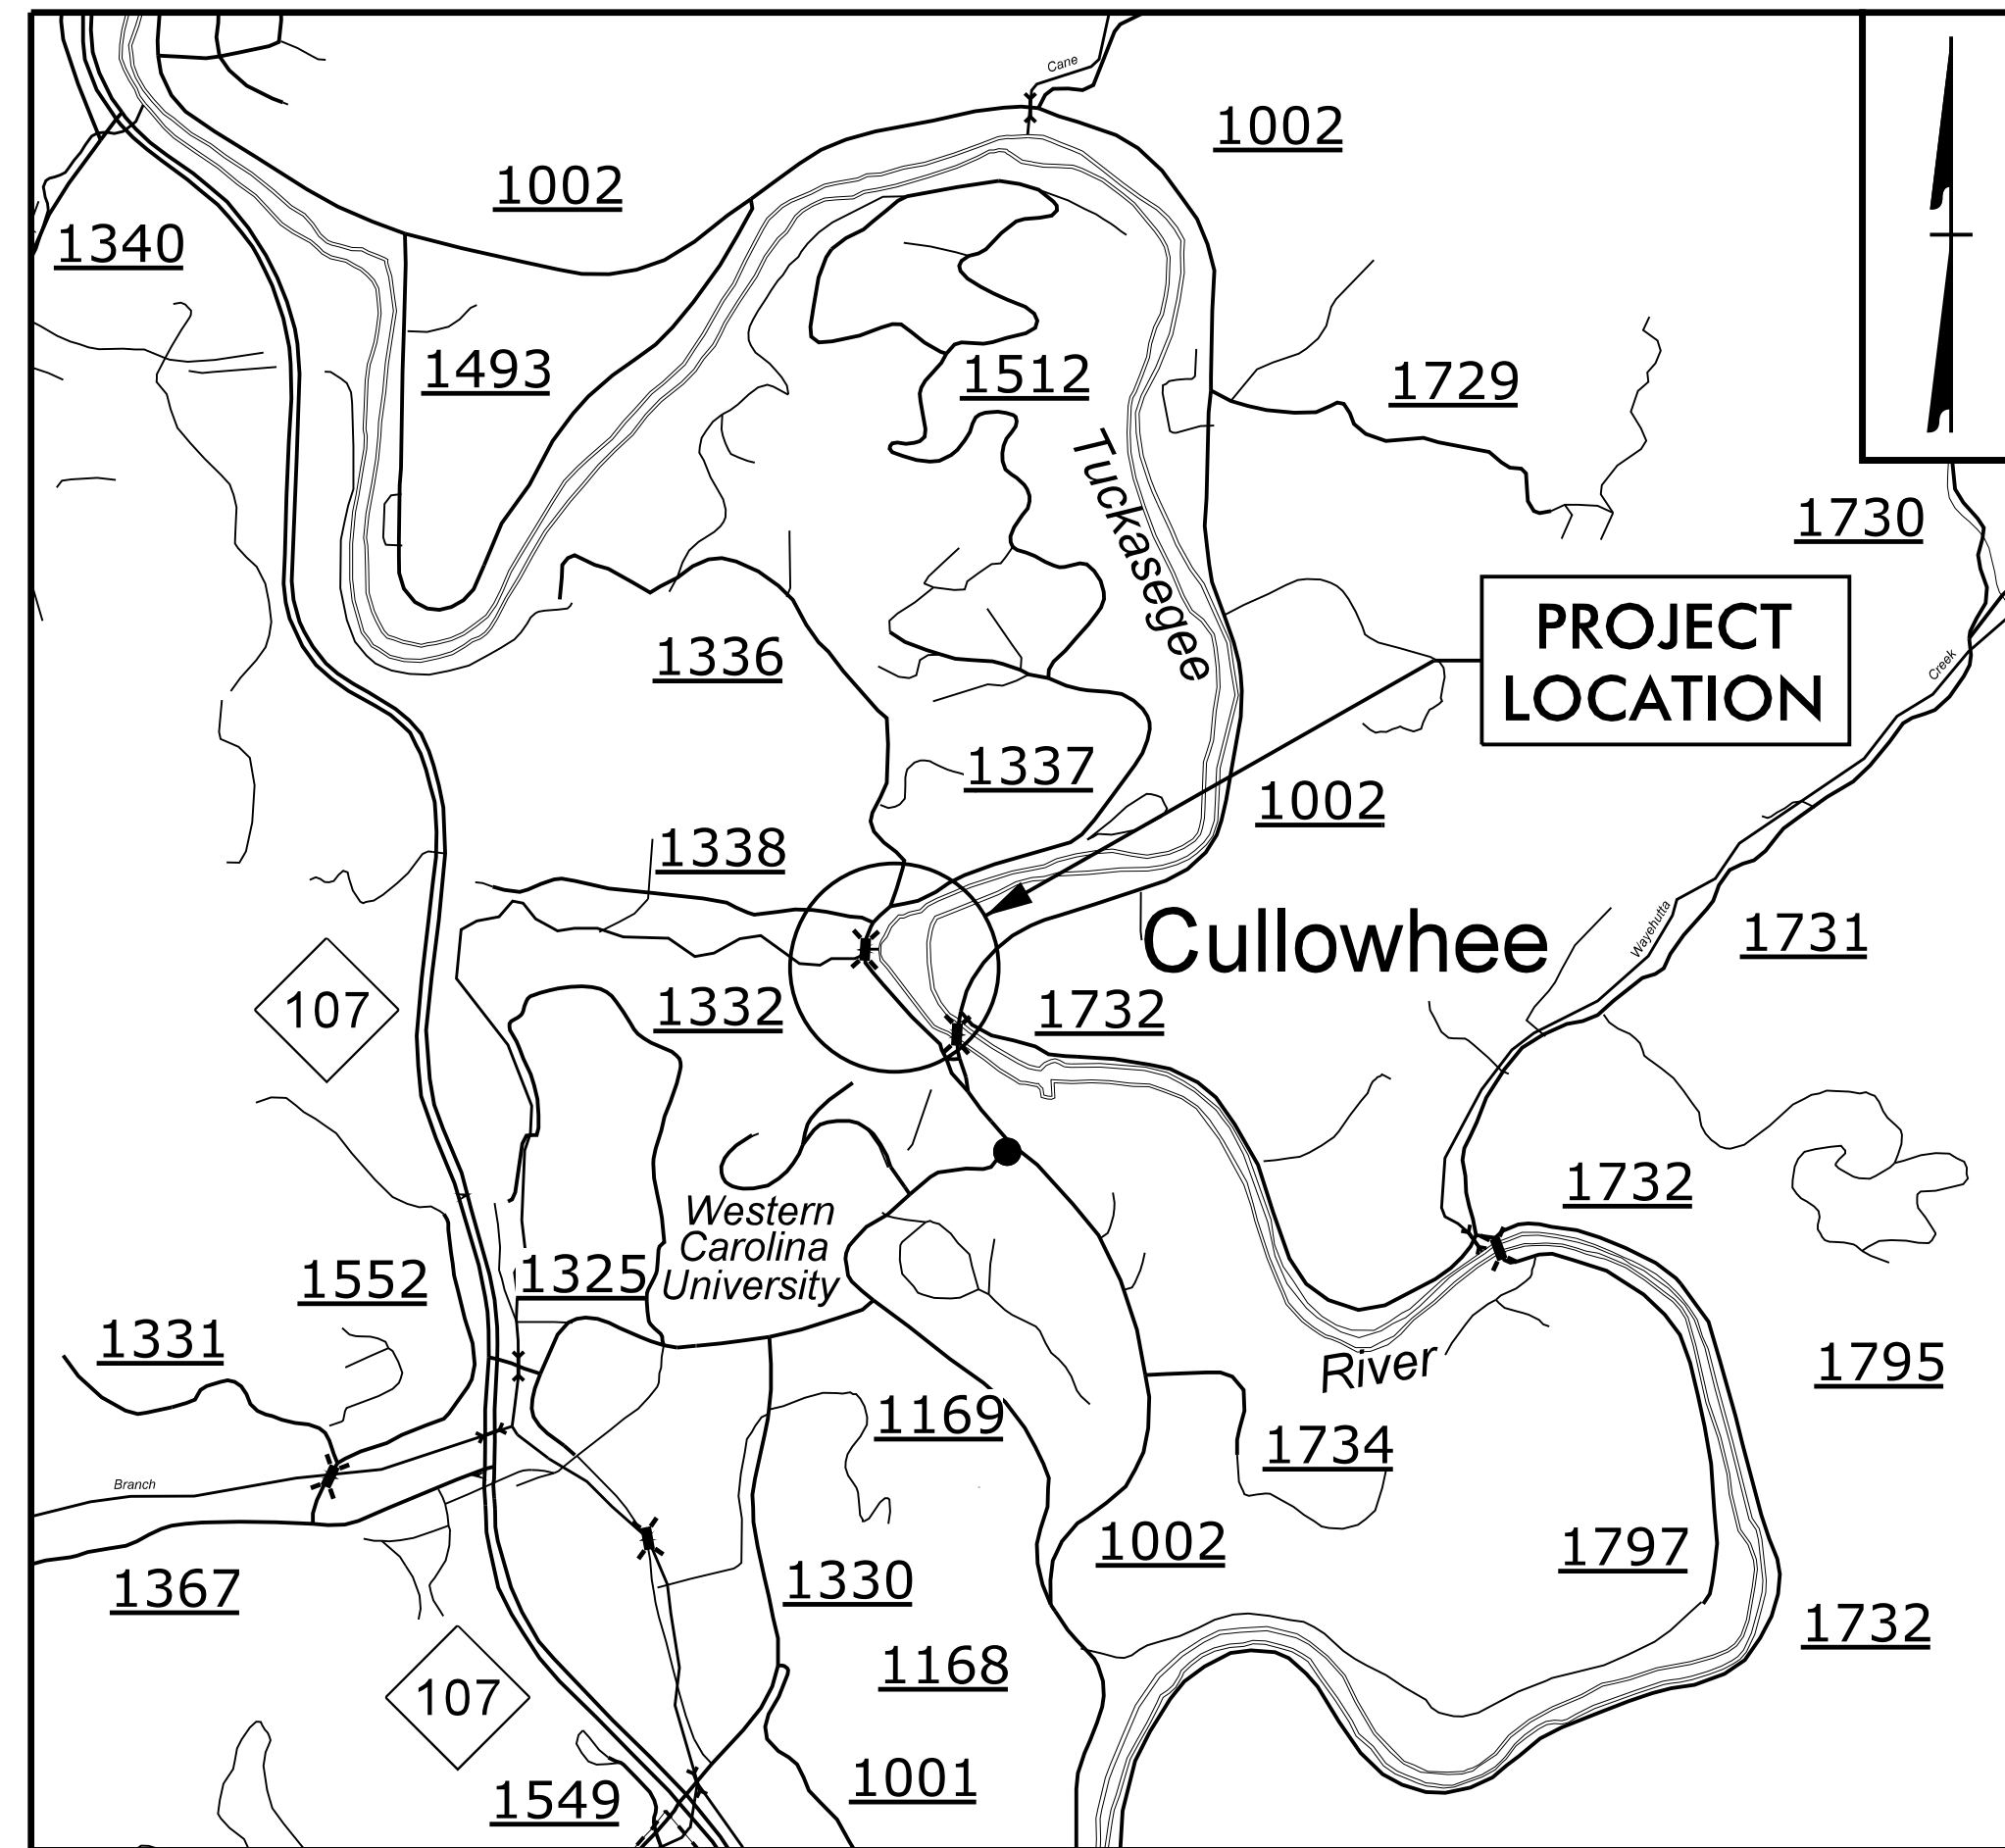 Cane
1002
1002
1340
1493
1512
1729
Tuckasegee
1730
PROJECT
LOCATION
1336
Creek
1337
1002
1338
Wayehutta
1731
Cullowhee
107
1332
1732
1732
Western
Carolina
University
1552
1325
1331
River
1795
1169
1734
Branch
1002
1797
1367
1330
1732
1168
107
1001
1549